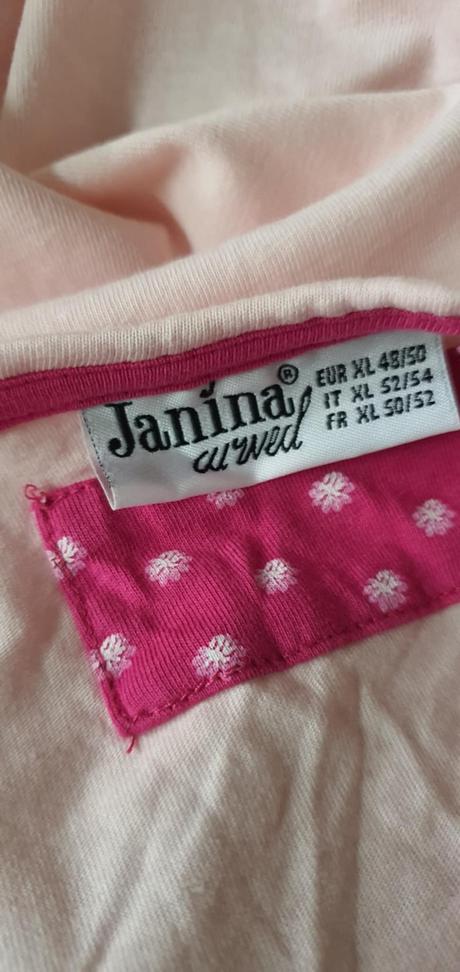 Janina®
curved
EUR XL 48/50
IT XL 52/54
FR XL 50/52